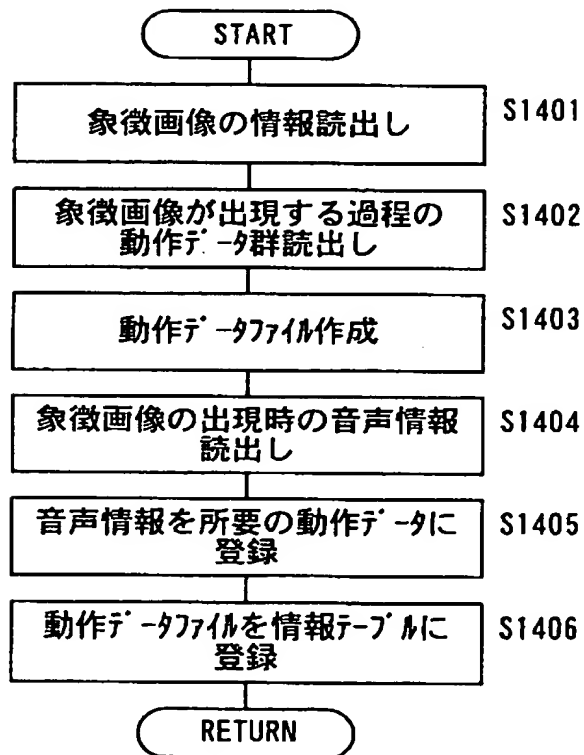 START
象徴画像の情報読出し
S1401
象徴画像が出現する過程の
動作ﾃﾞｰﾀ群読出し
S1402
動作ﾃﾞｰﾀﾌｧｲﾙ作成
S1403
象徴画像の出現時の音声情報
読出し
S1404
音声情報を所要の動作ﾃﾞｰﾀに
登録
S1405
動作ﾃﾞｰﾀﾌｧｲﾙを情報ﾃｰﾌﾞﾙに
登録
S1406
RETURN